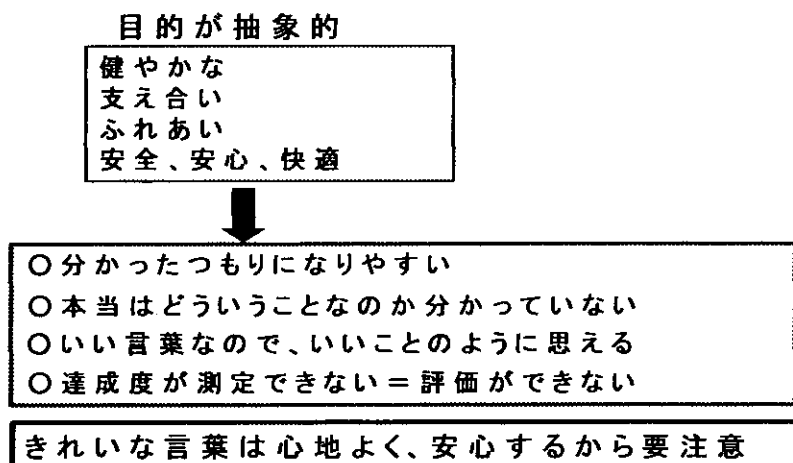 目的が抽象的
健やかな
支え合い
ふれあい
安全、安心、快適
○分かったつもりになりやすい
○本当はどういうことなのか分かっていない
○いい言葉なので、いいことのように思える
○達成度が測定できない＝評価ができない
きれいな言葉は心地よく、安心するから要注意